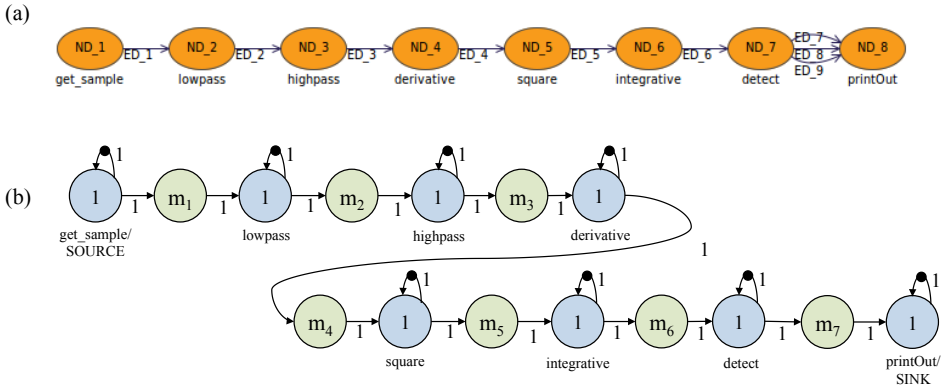 (a)
ND_1 ND_2 ND_3 ND_4 ND_5 ND_6 ND_7 ND_8
ED_1 ED_2 ED_3 ED_4 ED_5 ED_6 ED_7
ED_8
ED_9
get_sample lowpass highpass derivative square integrative detect printOut
(b)
1 1 1 1
1 m1 1 1 1 m2 1 1 1 m3 1 1
get_sample/ lowpass highpass derivative
SOURCE
1
1 1 1 1
m4 1 1 1 m5 1 1 1 m6 1 1 1 m7 1 1
square integrative detect printOut/
SINK